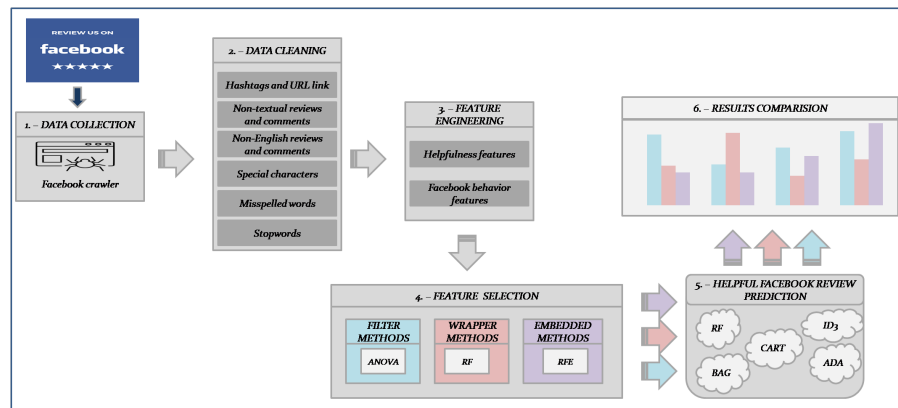 REVIEW US ON
facebook
1. – DATA COLLECTION
Facebook crawler
2. – DATA CLEANING
Hashtags and URL link
Non-textual reviews
and comments
Non-English reviews
and comments
Special characters
Misspelled words
Stopwords
3. – FEATURE
ENGINEERING
Helpfulness features
Facebook behavior
features
4. – FEATURE SELECTION
FILTER
METHODS
ANOVA
WRAPPER
METHODS
RF
EMBEDDED
METHODS
RFE
5. – HELPFUL FACEBOOK REVIEW
PREDICTION
RF
BAG
CART
ID3
ADA
6. – RESULTS COMPARISION